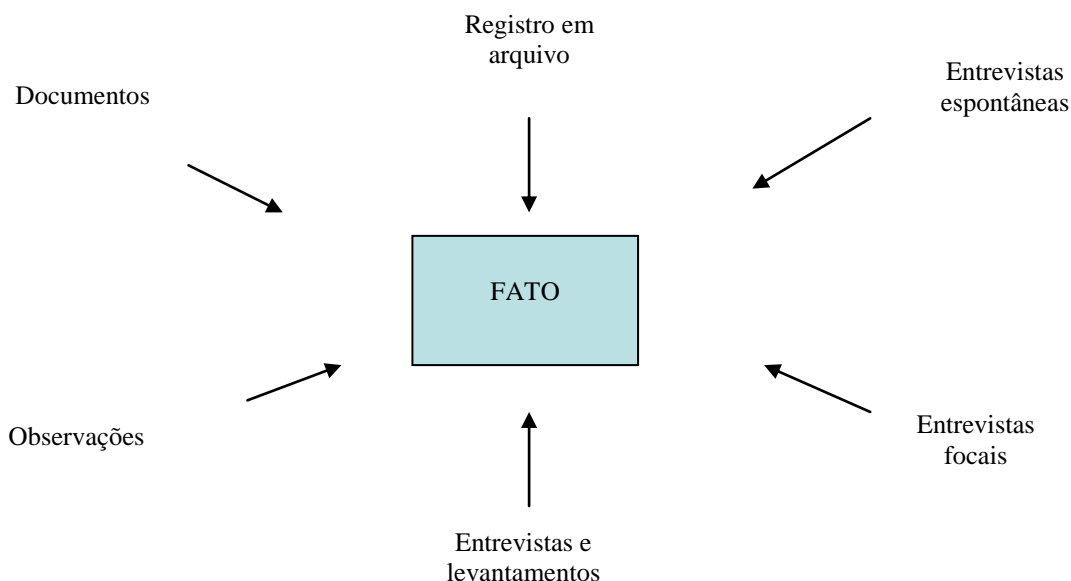 Registro em
arquivo
Entrevistas
espontâneas
Documentos
FATO
Observações
Entrevistas
focais
Entrevistas e
levantamentos